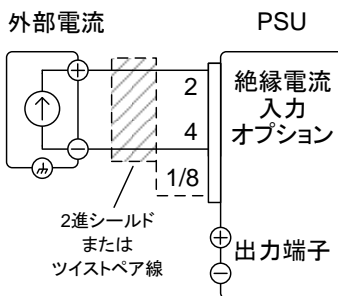 外部電流
PSU
2
4
1/8
絶縁電流
入力
オプション
2進シールド
または
ツイストペア線
出力端子